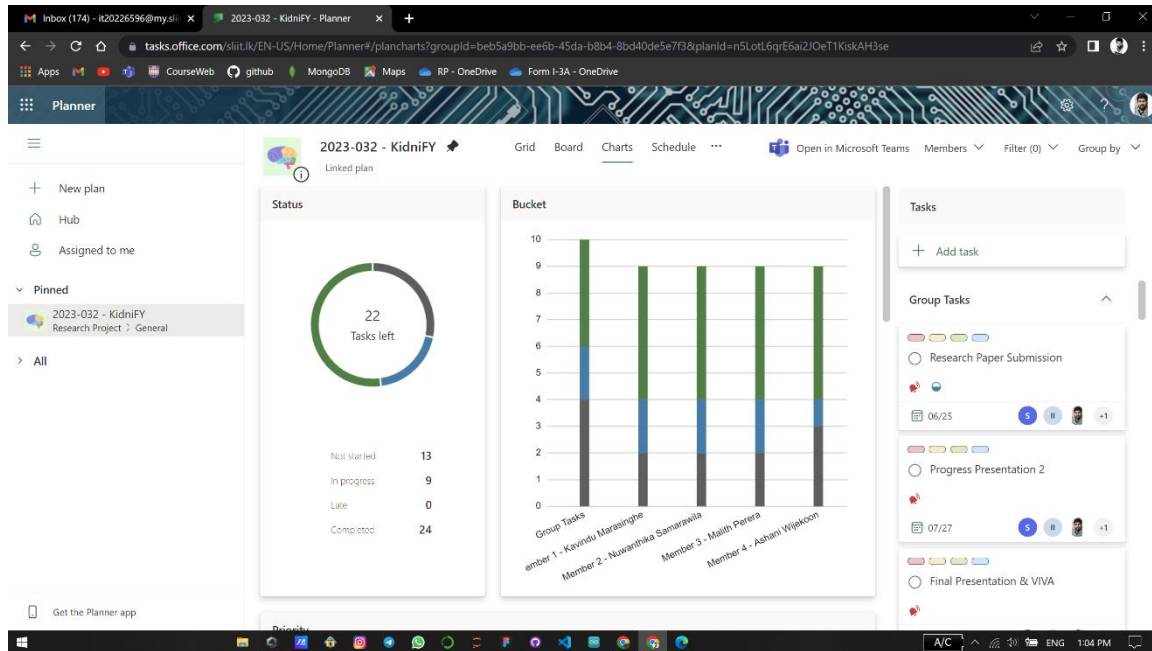 Inbox (174) - it20226596@my.sli
2023-032 - KidniFY - Planner
tasks.office.com/sliit.lk/EN-US/Home/Planner#/plancharts?groupId=beb5a9bb-ee6b-45da-b8b4-8bd40de5e7f3&planId=n5LotL6qrE6ai2JOeT1KiskAH3se
Apps CourseWeb github MongoDB Maps RP - OneDrive Form I-3A - OneDrive
Planner ?
2023-032 - KidniFY
Linked plan
Grid Board Charts Schedule ... Open in Microsoft Teams Members Filter (0) Group by
New plan
Hub
Assigned to me
Pinned
2023-032 - KidniFY
Research Project > General
All
Get the Planner app
Status
22
Tasks left
Not started 13
In progress 9
Late 0
Completed 24
Bucket
10
9
8
7
6
5
4
3
2
1
0
Group Tasks
ember 1 - Kavindu Marasinghe
Member 2 - Nuwanthika Samarawila
Member 3 - Malith Perera
Member 4 - Ashani Wijekoon
Priority
Tasks
+ Add task
Group Tasks
Research Paper Submission
06/25 S II +1
Progress Presentation 2
07/27 S II +1
Final Presentation & VIVA
A/C ENG 1:04 PM